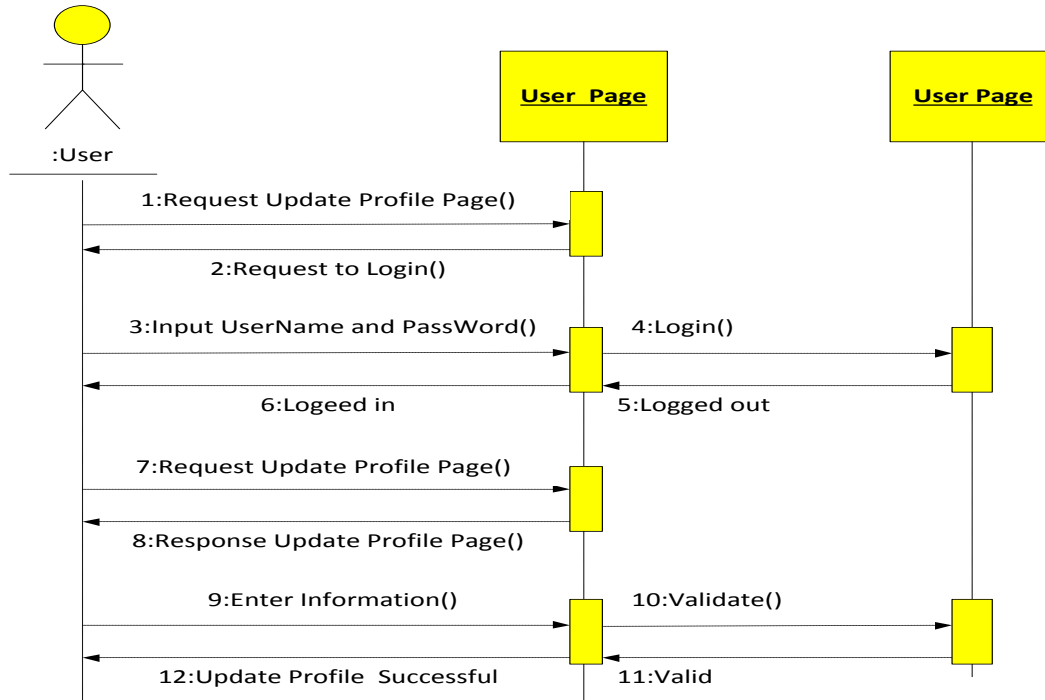 User  Page
User Page
:User
1:Request Update Profile Page()
2:Request to Login()
3:Input UserName and PassWord()
4:Login()
6:Logeed in
5:Logged out
7:Request Update Profile Page()
8:Response Update Profile Page()
9:Enter Information()
10:Validate()
12:Update Profile  Successful
11:Valid